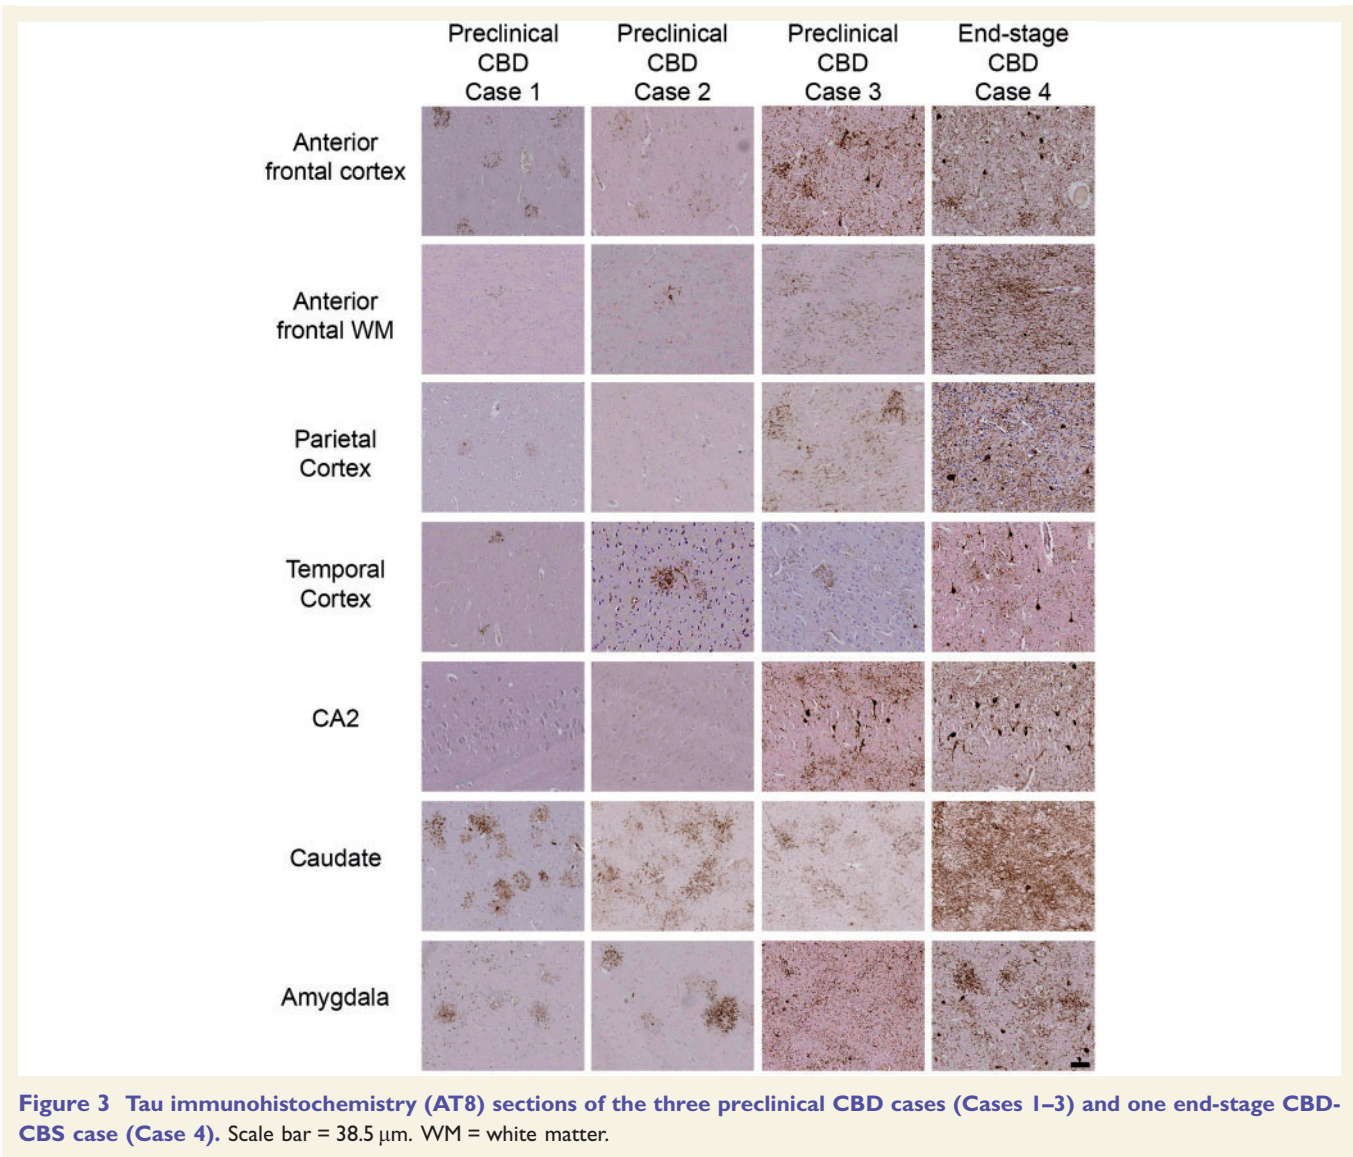 Preclinical CBD Case 1
Preclinical CBD Case 2
Preclinical CBD Case 3
End-stage CBD Case 4
Anterior frontal cortex
Anterior frontal WM
Parietal Cortex
Temporal Cortex
CA2
Caudate
Amygdala
Figure 3 Tau immunohistochemistry (AT8) sections of the three preclinical CBD cases (Cases 1–3) and one end-stage CBD-
CBS case (Case 4). Scale bar = 38.5 μm. WM = white matter.